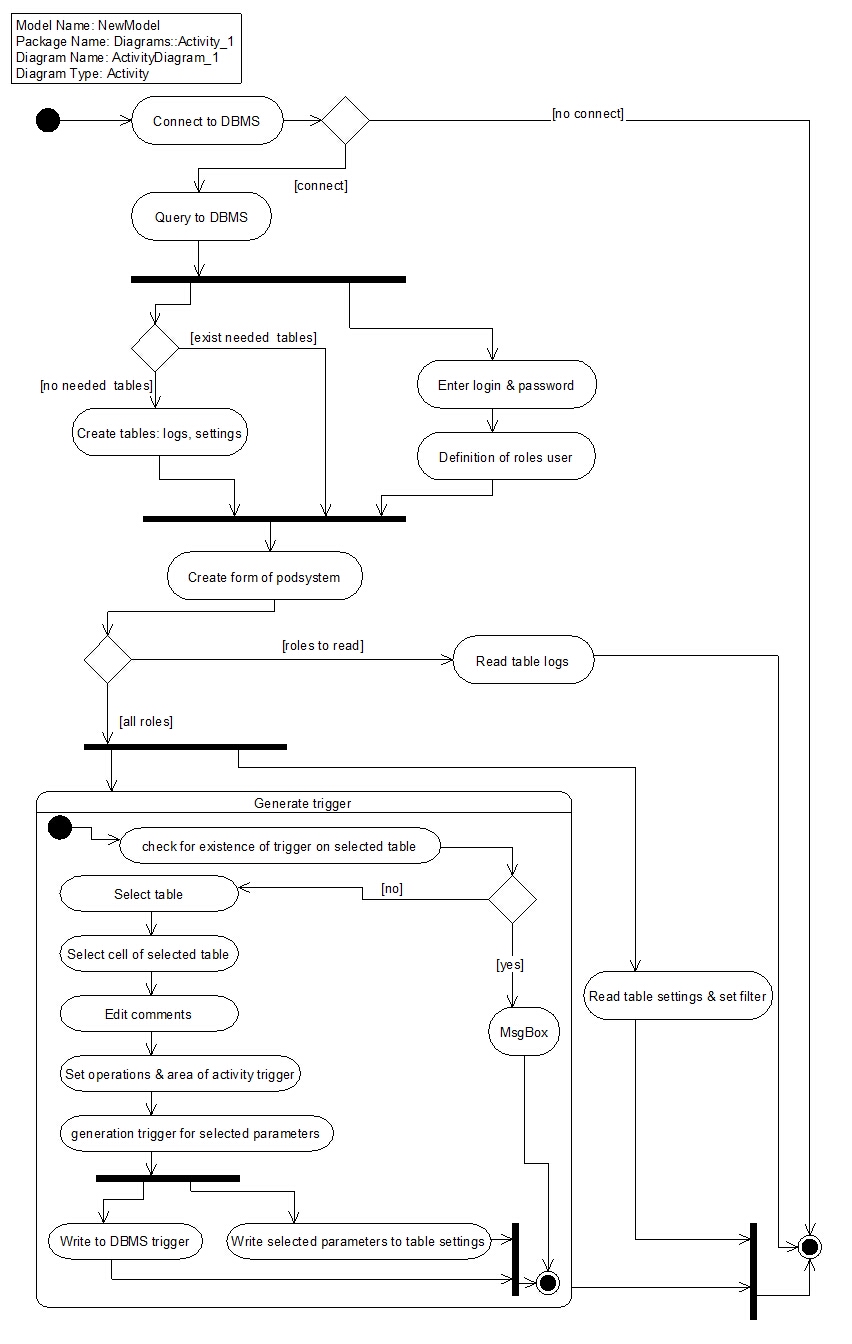 Model Name: NewModel
Package Name: Diagrams::Activity_1
Diagram Name: ActivityDiagram_1
Diagram Type: Activity
Connect to DBMS
[no connect]
[connect]
Query to DBMS
[exist needed  tables]
[no needed  tables]
Enter login & password
Create tables: logs, settings
Definition of roles user
Create form of podsystem
[roles to read]
Read table logs
[all roles]
Generate trigger
check for existence of trigger on selected table
[no]
Select table
Select cell of selected table
[yes]
Read table settings & set filter
Edit comments
MsgBox
Set operations & area of activity trigger
generation trigger for selected parameters
Write to DBMS trigger
Write selected parameters to table settings